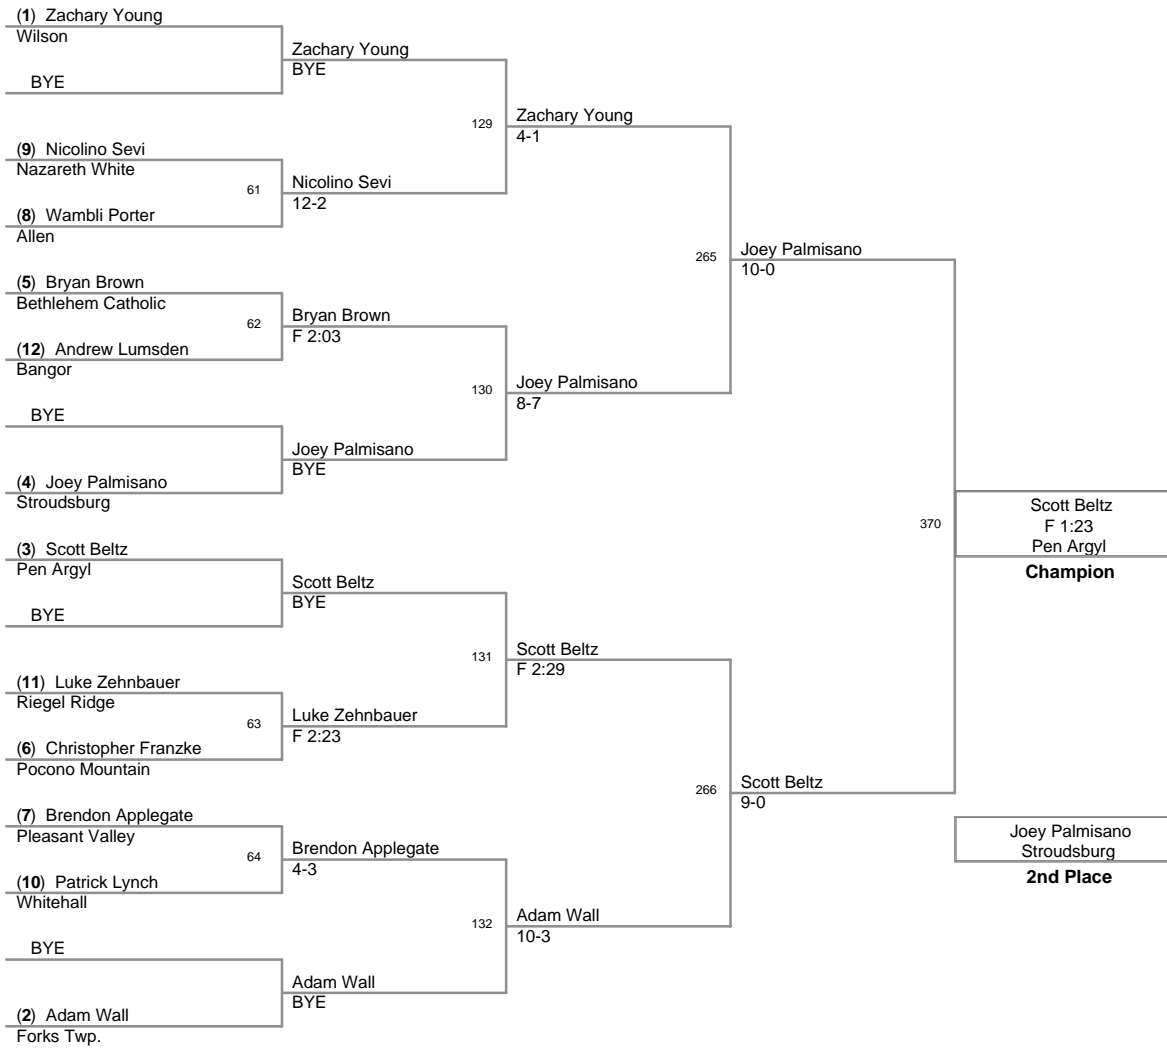 (1) Zachary Young
Wilson
BYE
(9) Nicolino Sevi
Nazareth White
(8) Wambli Porter
Allen
(5) Bryan Brown
Bethlehem Catholic
(12) Andrew Lumsden
Bangor
BYE
(4) Joey Palmisano
Stroudsburg
(3) Scott Beltz
Pen Argyl
BYE
(11) Luke Zehnbauer
Riegel Ridge
(6) Christopher Franzke
Pocono Mountain
(7) Brendon Applegate
Pleasant Valley
(10) Patrick Lynch
Whitehall
BYE
(2) Adam Wall
Forks Twp.
Zachary Young
BYE
61
Nicolino Sevi
12-2
62
Bryan Brown
F 2:03
Joey Palmisano
BYE
Scott Beltz
BYE
63
Luke Zehnbauer
F 2:23
64
Brendon Applegate
4-3
Adam Wall
BYE
129
Zachary Young
4-1
130
Joey Palmisano
8-7
131
Scott Beltz
F 2:29
132
Adam Wall
10-3
265
Joey Palmisano
10-0
266
Scott Beltz
9-0
370
Scott Beltz
F 1:23
Pen Argyl
Champion
Joey Palmisano
Stroudsburg
2nd Place